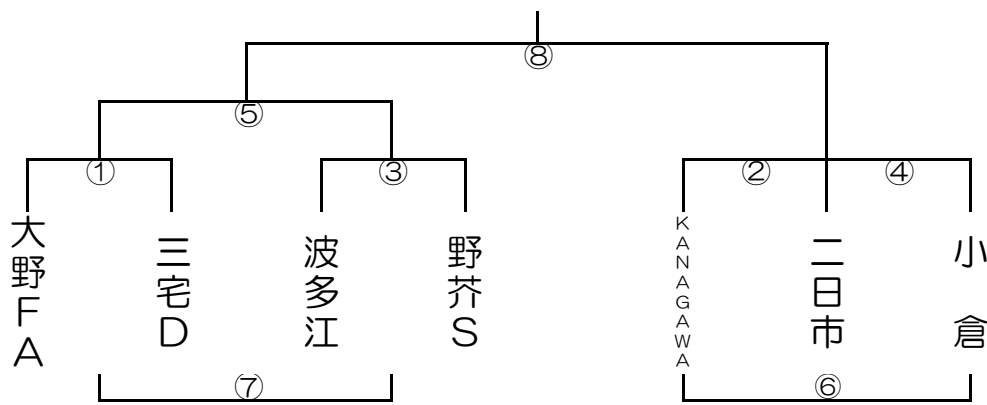 ⑧
⑤
① ③ ② ④
大野FA
三宅D
波多江
野芥S
KANAGAWA
二日市
小倉
⑦ ⑥